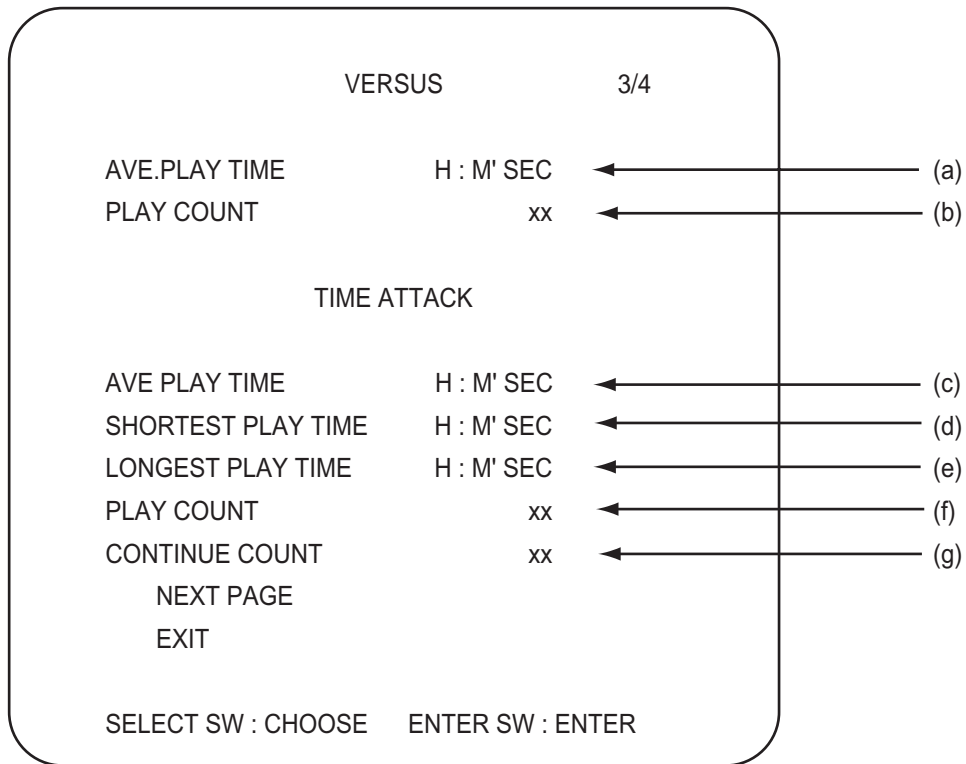 VERSUS 3/4
AVE.PLAY TIME H : M' SEC (a)
PLAY COUNT xx (b)
TIME ATTACK
AVE PLAY TIME H : M' SEC (c)
SHORTEST PLAY TIME H : M' SEC (d)
LONGEST PLAY TIME H : M' SEC (e)
PLAY COUNT xx (f)
CONTINUE COUNT xx (g)
NEXT PAGE
EXIT
SELECT SW : CHOOSE ENTER SW : ENTER